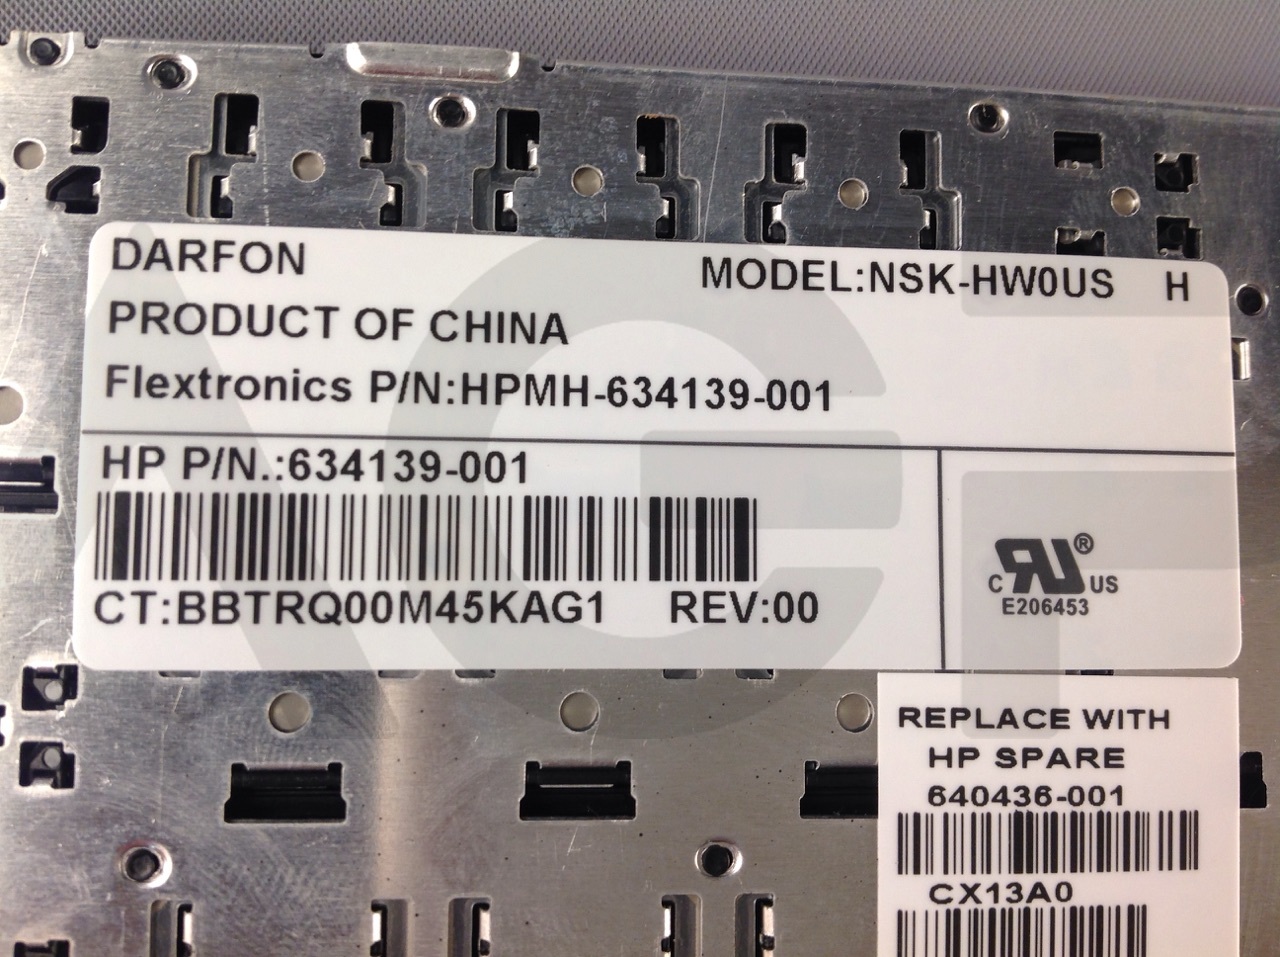 DARFON
MODEL:NSK-HW0US H
PRODUCT OF CHINA
Flextronics P/N:HPMH-634139-001
HP P/N.:634139-001
CT:BBTRQ00M45KAG1 REV:00
C RU ® US
E206453
REPLACE WITH
HP SPARE
640436-001
CX13A0